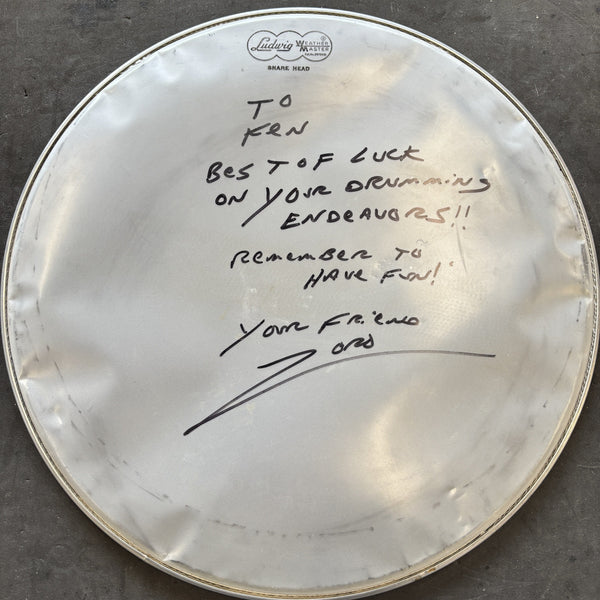 Ludwig WEATHER MASTER
SNARE HEAD
TO
KEN
BEST OF LUCK
ON YOUR DRUMMING
ENDEAVORS!!
REMEMBER TO
HAVE FUN!
YOUR FRIEND
ZORO